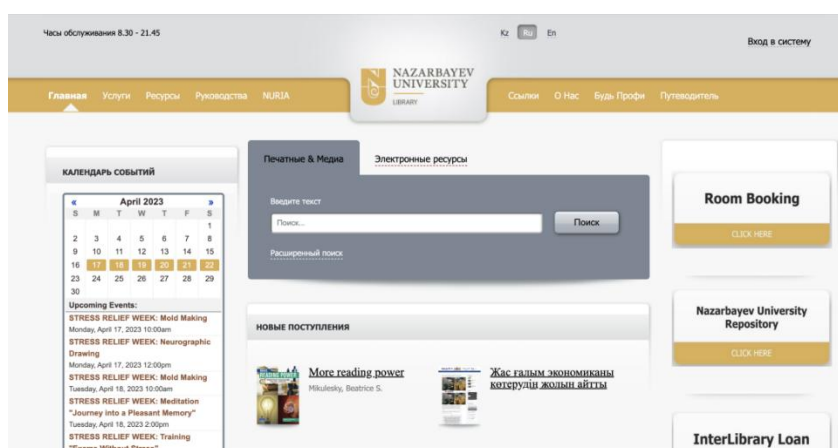 Часы обслуживания 8.30 - 21.45
Kz Ru En
Вход в систему
NAZARBAYEV
UNIVERSITY
LIBRARY
Главная Услуги Ресурсы Руководства NURIA
Ссылки О Нас Будь Профи Путеводитель
КАЛЕНДАРЬ СОБЫТИЙ
« April 2023 »
S M T W T F S
1
2 3 4 5 6 7 8
9 10 11 12 13 14 15
16 17 18 19 20 21 22
23 24 25 26 27 28 29
30
Upcoming Events:
STRESS RELIEF WEEK: Mold Making
Monday, April 17, 2023 10:00am
STRESS RELIEF WEEK: Neurographic
Drawing
Monday, April 17, 2023 12:00pm
STRESS RELIEF WEEK: Mold Making
Tuesday, April 18, 2023 10:00am
STRESS RELIEF WEEK: Meditation
"Journey into a Pleasant Memory"
Tuesday, April 18, 2023 2:00pm
STRESS RELIEF WEEK: Training
Печатные & Медиа Электронные ресурсы
Введите текст
Поиск... Поиск
Расширенный поиск
НОВЫЕ ПОСТУПЛЕНИЯ
READING POWER
More reading power
Mikulesky, Beatrice S.
Жас ғалым экономиканы
көтерудің жолын айтты
Room Booking
CLICK HERE
Nazarbayev University
Repository
CLICK HERE
InterLibrary Loan